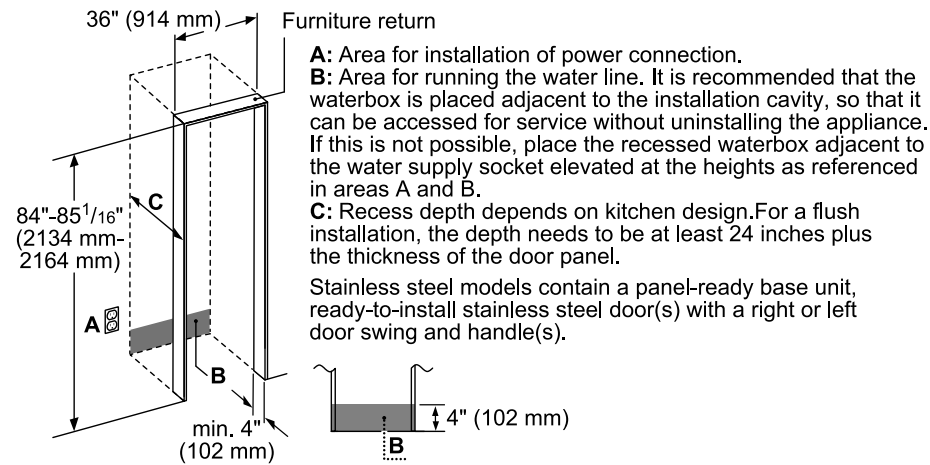 36" (914 mm)
Furniture return
A: Area for installation of power connection.
B: Area for running the water line. It is recommended that the
waterbox is placed adjacent to the installation cavity, so that it
can be accessed for service without uninstalling the appliance.
If this is not possible, place the recessed waterbox adjacent to
the water supply socket elevated at the heights as referenced
in areas A and B.
C: Recess depth depends on kitchen design.For a flush
installation, the depth needs to be at least 24 inches plus
the thickness of the door panel.
Stainless steel models contain a panel-ready base unit,
ready-to-install stainless steel door(s) with a right or left
door swing and handle(s).
C
84"-85 1/16"
(2134 mm-
2164 mm)
A
B
min. 4"
(102 mm)
4" (102 mm)
B